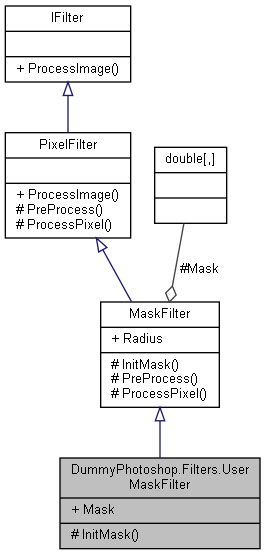 IFilter
+ ProcessImage()
PixelFilter
+ ProcessImage()
# PreProcess()
# ProcessPixel()
double[,]
#Mask
MaskFilter
+ Radius
# InitMask()
# PreProcess()
# ProcessPixel()
DummyPhotoshop.Filters.User
MaskFilter
+ Mask
# InitMask()